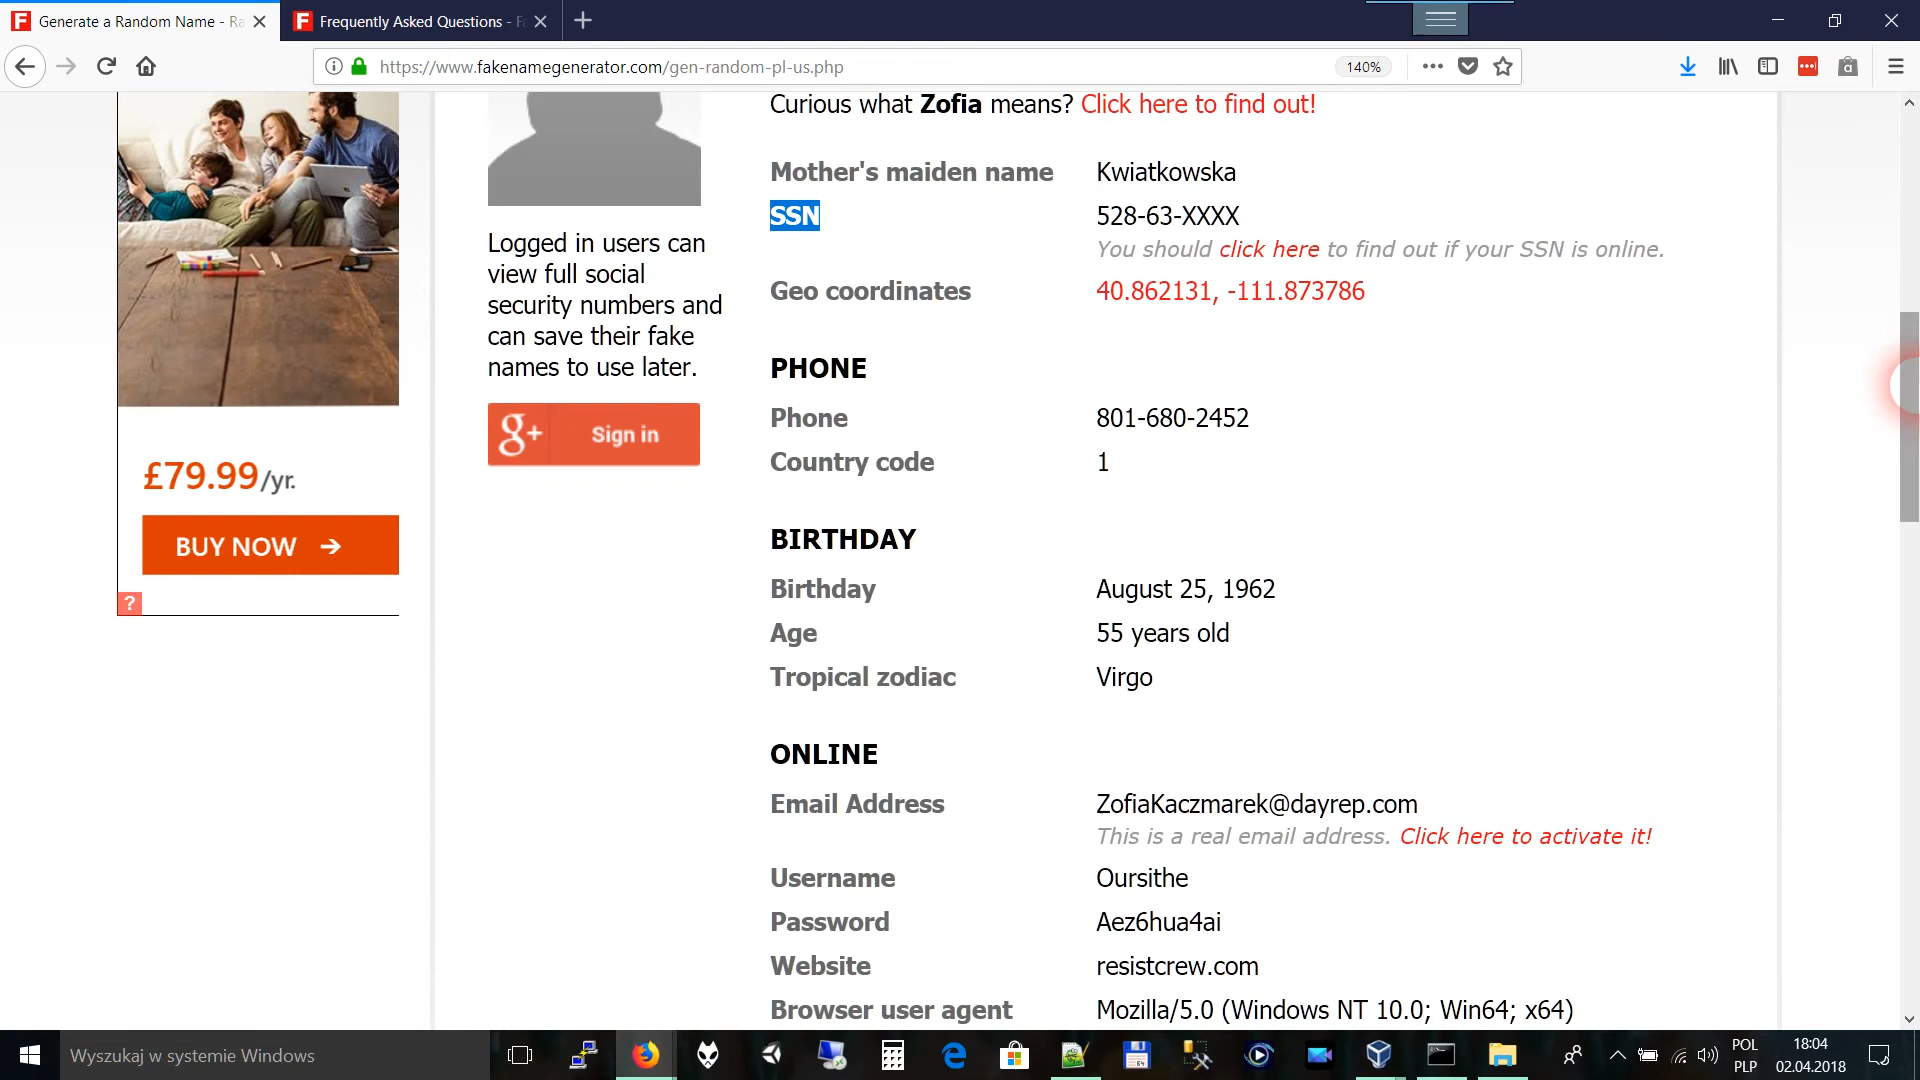 Generate a Random Name - Ra
Frequently Asked Questions - Fa
https://www.fakenamegenerator.com/gen-random-pl-us.php
140%
Curious what Zofia means? Click here to find out!
Mother's maiden name Kwiatkowska
SSN 528-63-XXXX
You should click here to find out if your SSN is online.
Geo coordinates 40.862131, -111.873786
Logged in users can
view full social
security numbers and
can save their fake
names to use later.
g+ Sign in
£79.99/yr.
BUY NOW →
?
PHONE
Phone 801-680-2452
Country code 1
BIRTHDAY
Birthday August 25, 1962
Age 55 years old
Tropical zodiac Virgo
ONLINE
Email Address ZofiaKaczmarek@dayrep.com
This is a real email address. Click here to activate it!
Username Oursithe
Password Aez6hua4ai
Website resistcrew.com
Browser user agent Mozilla/5.0 (Windows NT 10.0; Win64; x64)
Wyszukaj w systemie Windows
POL
PLP
18:04
02.04.2018